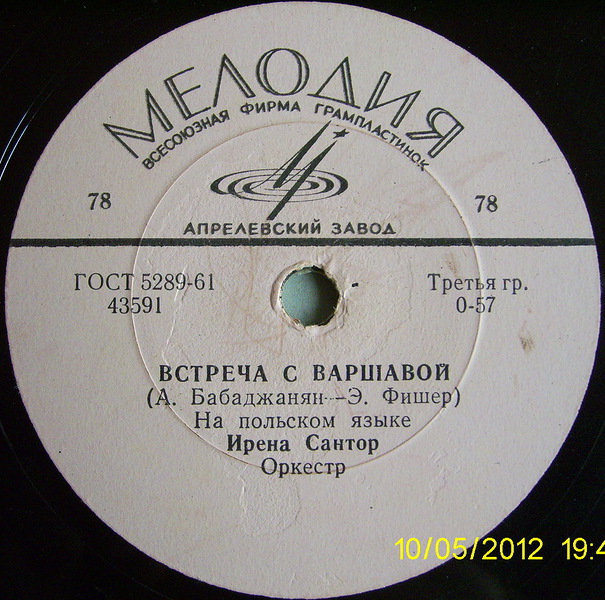 МЕЛОДИЯ
ВСЕСОЮЗНАЯ ФИРМА ГРАМПЛАСТИНОК
78 78
АПРЕЛЕВСКИЙ ЗАВОД
ГОСТ 5289-61 Третья гр.
43591 0-57
ВСТРЕЧА С ВАРШАВОЙ
(А. Бабаджанян—Э. Фишер)
На польском языке
Ирена Сантор
Оркестр
10/05/2012 19:4